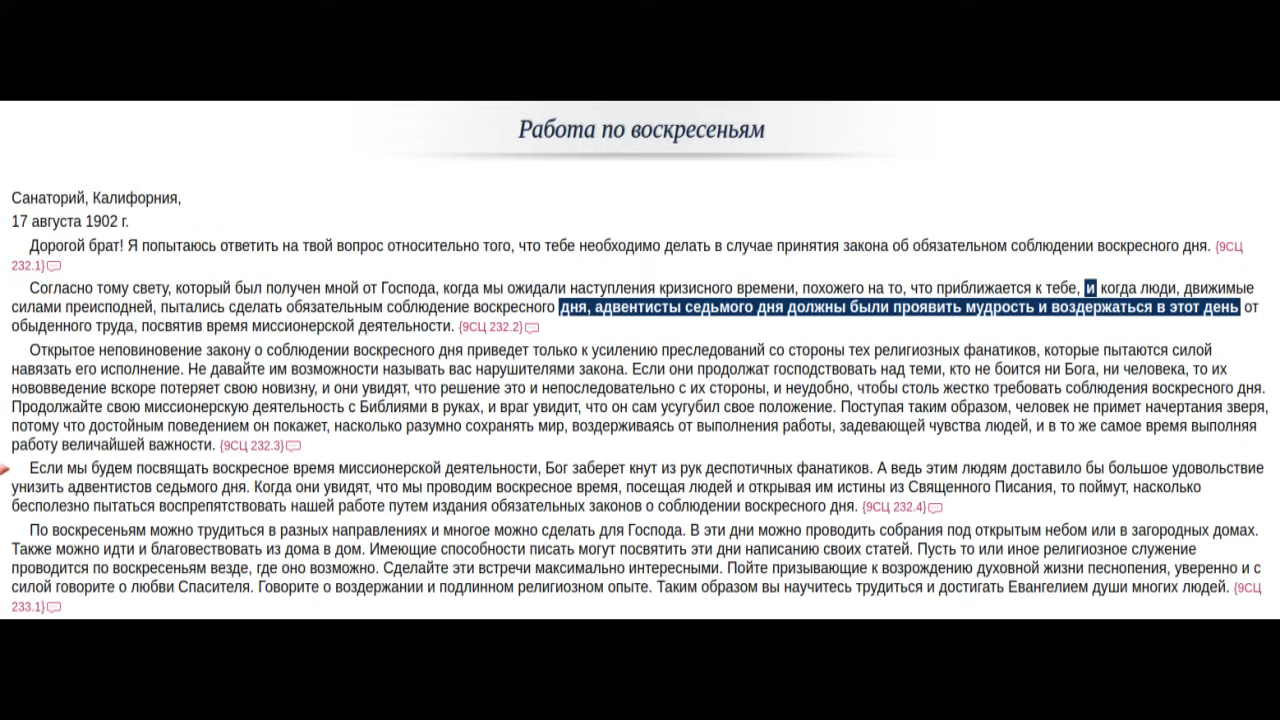 Работа по воскресеньям
Санаторий, Калифорния,
17 августа 1902 г.
Дорогой брат! Я попытаюсь ответить на твой вопрос относительно того, что тебе необходимо делать в случае принятия закона об обязательном соблюдении воскресного дня. {9СЦ
232.1}
Согласно тому свету, который был получен мной от Господа, когда мы ожидали наступления кризисного времени, похожего на то, что приближается к тебе, и когда люди, движимые
силами преисподней, пытались сделать обязательным соблюдение воскресного дня, адвентисты седьмого дня должны были проявить мудрость и воздержаться в этот день от
обыденного труда, посвятив время миссионерской деятельности. {9СЦ 232.2}
Открытое неповиновение закону о соблюдении воскресного дня приведет только к усилению преследований со стороны тех религиозных фанатиков, которые пытаются силой
навязать его исполнение. Не давайте им возможности называть вас нарушителями закона. Если они продолжат господствовать над теми, кто не боится ни Бога, ни человека, то их
нововведение вскоре потеряет свою новизну, и они увидят, что решение это и непоследовательно с их стороны, и неудобно, чтобы столь жестко требовать соблюдения воскресного дня.
Продолжайте свою миссионерскую деятельность с Библиями в руках, и враг увидит, что он сам усугубил свое положение. Поступая таким образом, человек не примет начертания зверя,
потому что достойным поведением он покажет, насколько разумно сохранять мир, воздерживаясь от выполнения работы, задевающей чувства людей, и в то же самое время выполняя
работу величайшей важности. {9СЦ 232.3}
Если мы будем посвящать воскресное время миссионерской деятельности, Бог заберет кнут из рук деспотичных фанатиков. А ведь этим людям доставило бы большое удовольствие
унизить адвентистов седьмого дня. Когда они увидят, что мы проводим воскресное время, посещая людей и открывая им истины из Священного Писания, то поймут, насколько
бесполезно пытаться воспрепятствовать нашей работе путем издания обязательных законов о соблюдении воскресного дня. {9СЦ 232.4}
По воскресеньям можно трудиться в разных направлениях и многое можно сделать для Господа. В эти дни можно проводить собрания под открытым небом или в загородных домах.
Также можно идти и благовествовать из дома в дом. Имеющие способности писать могут посвятить эти дни написанию своих статей. Пусть то или иное религиозное служение
проводится по воскресеньям везде, где оно возможно. Сделайте эти встречи максимально интересными. Пойте призывающие к возрождению духовной жизни песнопения, уверенно и с
силой говорите о любви Спасителя. Говорите о воздержании и подлинном религиозном опыте. Таким образом вы научитесь трудиться и достигать Евангелием души многих людей. {9СЦ
233.1}